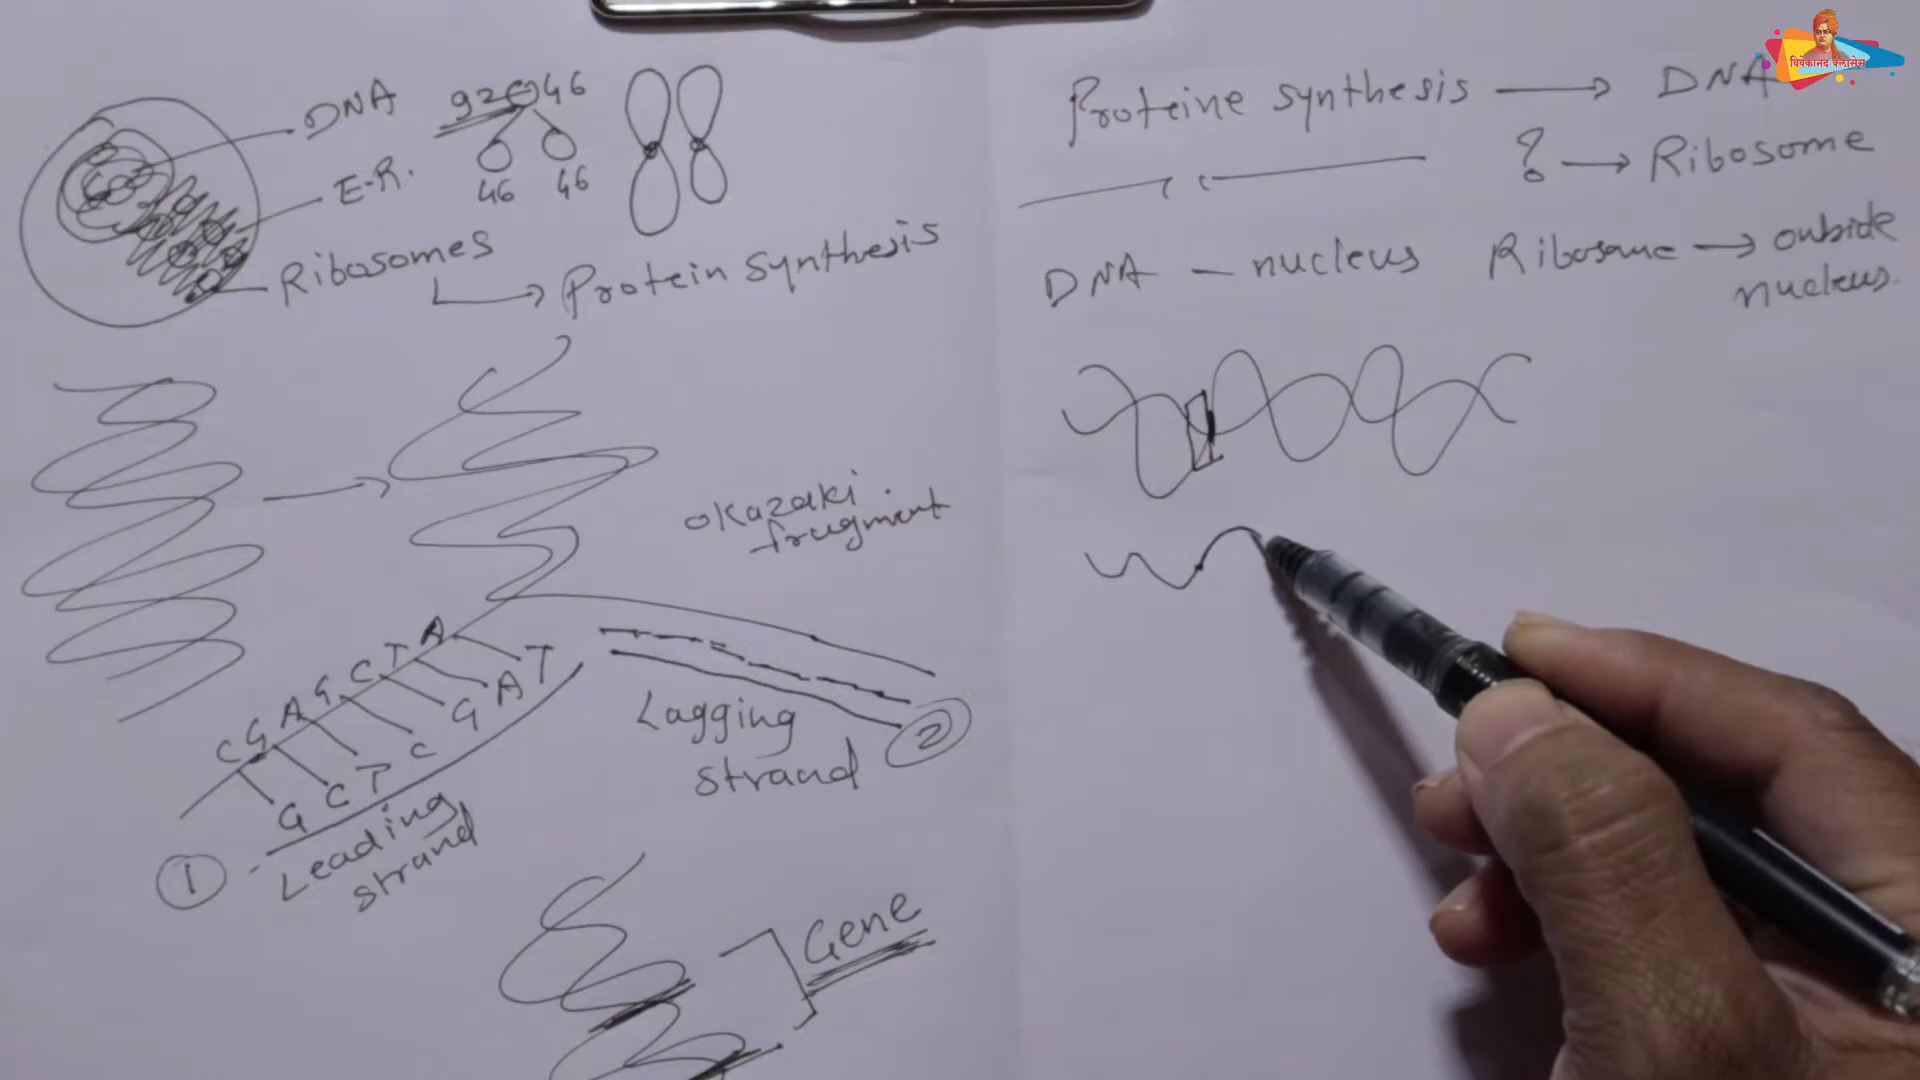 DNA
92 46
46 46
E.R.
Ribosomes
Protein synthesis
okazaki
fragment
C G A G C T A
G C T C G A T
Leading
strand
1
Lagging
strand
2
Gene
Proteine synthesis → DNA
? → Ribosome
DNA - nucleus Ribosome → outside
nucleus.
विवेकानंद क्लासेस